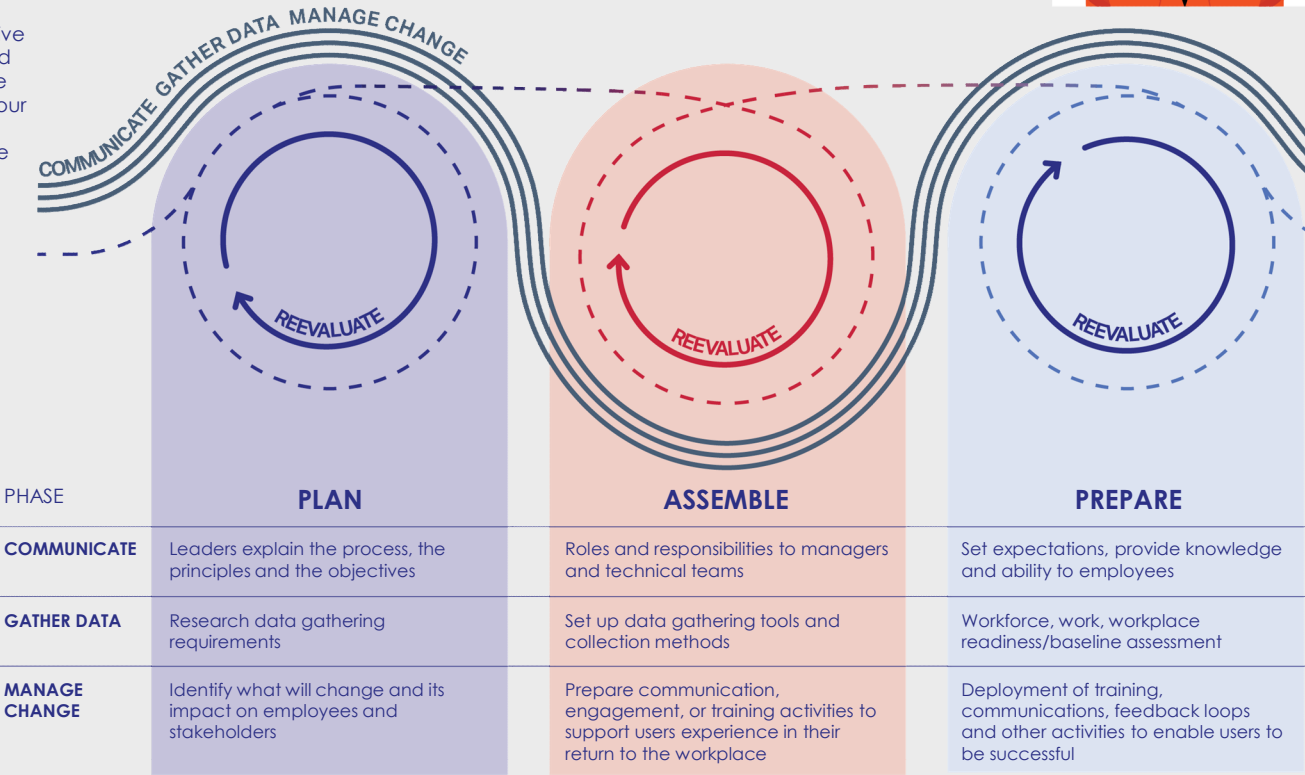 COMMUNICATE GATHER DATA MANAGE CHANGE
our
REEVALUATE
REEVALUATE
REEVALUATE
PHASE
PLAN
ASSEMBLE
PREPARE
COMMUNICATE
Leaders explain the process, the
principles and the objectives
Roles and responsibilities to managers
and technical teams
Set expectations, provide knowledge
and ability to employees
GATHER DATA
Research data gathering
requirements
Set up data gathering tools and
collection methods
Workforce, work, workplace
readiness/baseline assessment
MANAGE
CHANGE
Identify what will change and its
impact on employees and
stakeholders
Prepare communication,
engagement, or training activities to
support users experience in their
return to the workplace
Deployment of training,
communications, feedback loops
and other activities to enable users to
be successful